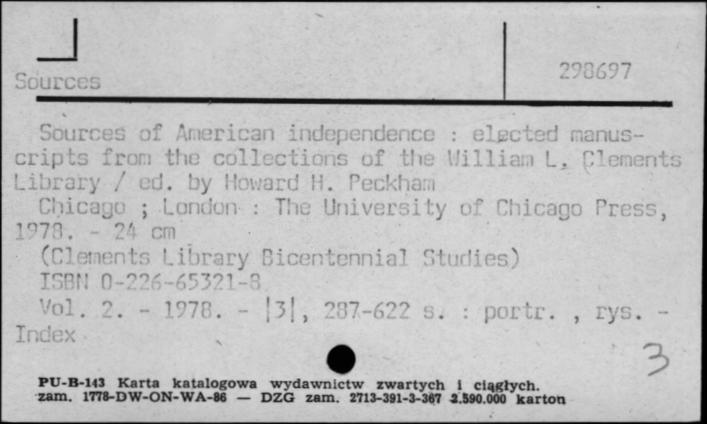 298697
Sources
Sources of American independence : elected manus-
cripts from the collections of the William L. Clements
Library / ed. by Howard H. Peckham
Chicago ; London : The University of Chicago Press,
1978. - 24 cm
(Clements Library Bicentennial Studies)
ISBN 0-226-65321-8
Vol. 2. - 1978. - |3|, 287-622 s. : portr. , rys. -
Index
3
PU-B-143 Karta katalogowa wydawnictw zwartych i ciągłych.
zam. 1778-DW-ON-WA-86 — DZG zam. 2713-391-3-367 2.590.000 karton